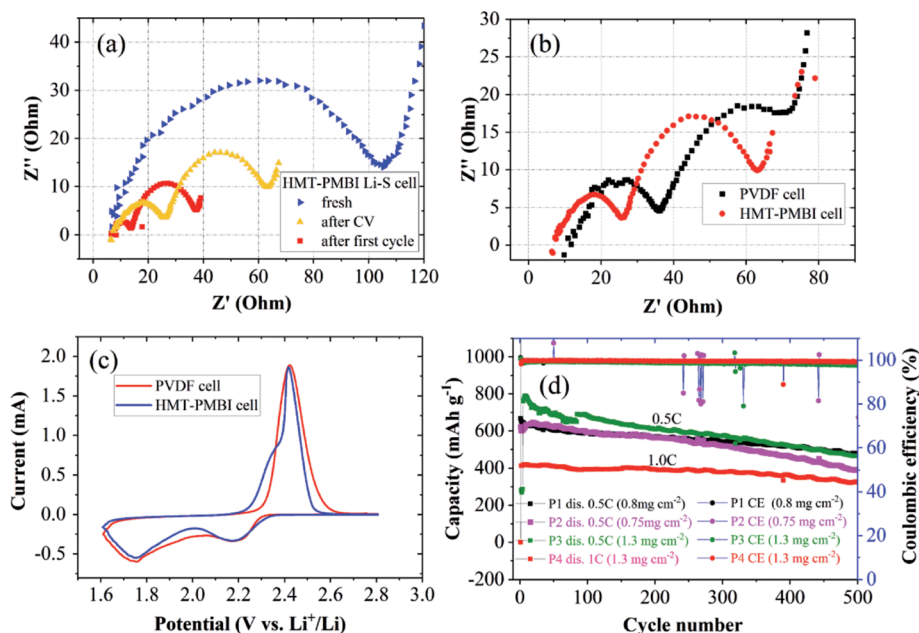 (a)
Z'' (Ohm)
40
30
20
10
0
HMT-PMBI Li-S cell
fresh
after CV
after first cycle
0 20 40 60 80 100 120
Z' (Ohm)
(b)
Z'' (Ohm)
30
25
20
15
10
5
0
PVDF cell
HMT-PMBI cell
0 20 40 60 80
Z' (Ohm)
(c)
Current (mA)
2.0
1.5
1.0
0.5
0.0
-0.5
PVDF cell
HMT-PMBI cell
1.6 1.8 2.0 2.2 2.4 2.6 2.8 3.0
Potential (V vs. Li⁺/Li)
(d)
Capacity (mAh g⁻¹)
1000
800
600
400
200
0
-200
0.5C
1.0C
P1 dis. 0.5C (0.8mg cm⁻²)
P2 dis. 0.5C (0.75mg cm⁻²)
P3 dis. 0.5C (1.3 mg cm⁻²)
P4 dis. 1C (1.3 mg cm⁻²)
P1 CE (0.8 mg cm⁻²)
P2 CE (0.75 mg cm⁻²)
P3 CE (1.3 mg cm⁻²)
P4 CE (1.3 mg cm⁻²)
100
80
60
40
20
0
Coulombic efficiency (%)
0 100 200 300 400 500
Cycle number